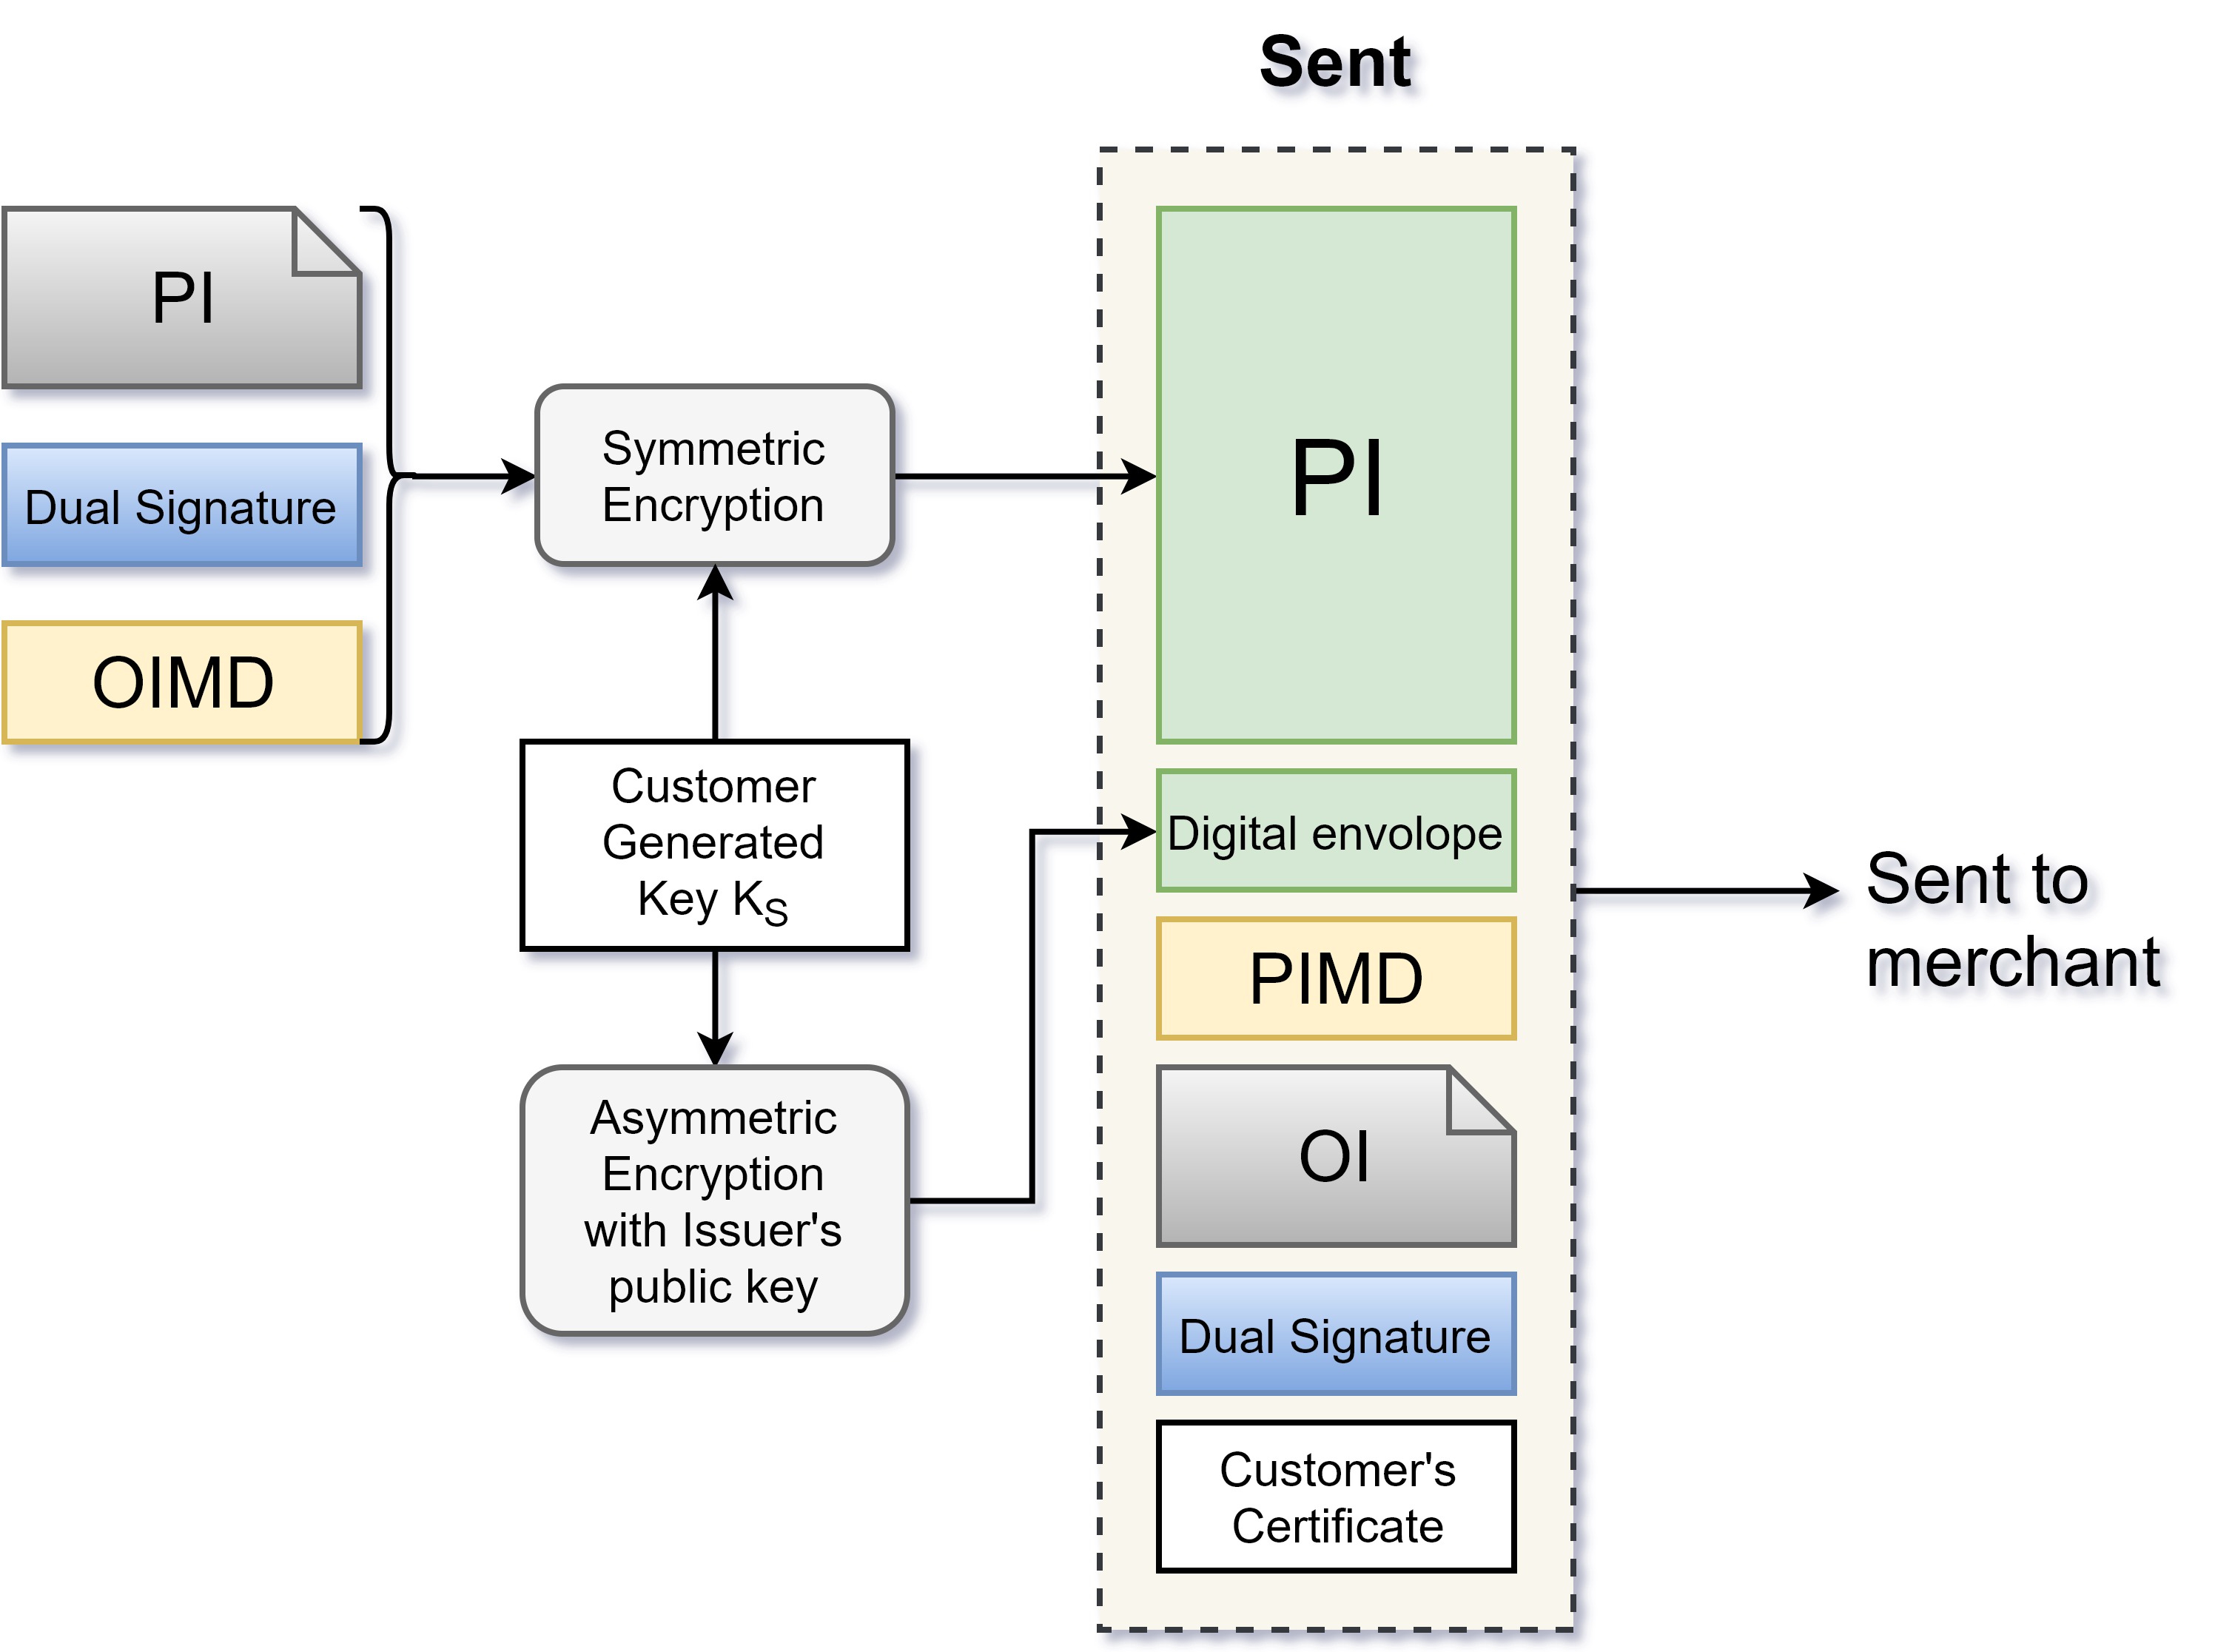 Sent
PI
Dual Signature
OIMD
Symmetric
Encryption
Customer
Generated
Key KS
Asymmetric
Encryption
with Issuer's
public key
PI
Digital envolope
PIMD
OI
Dual Signature
Customer's
Certificate
Sent to
merchant